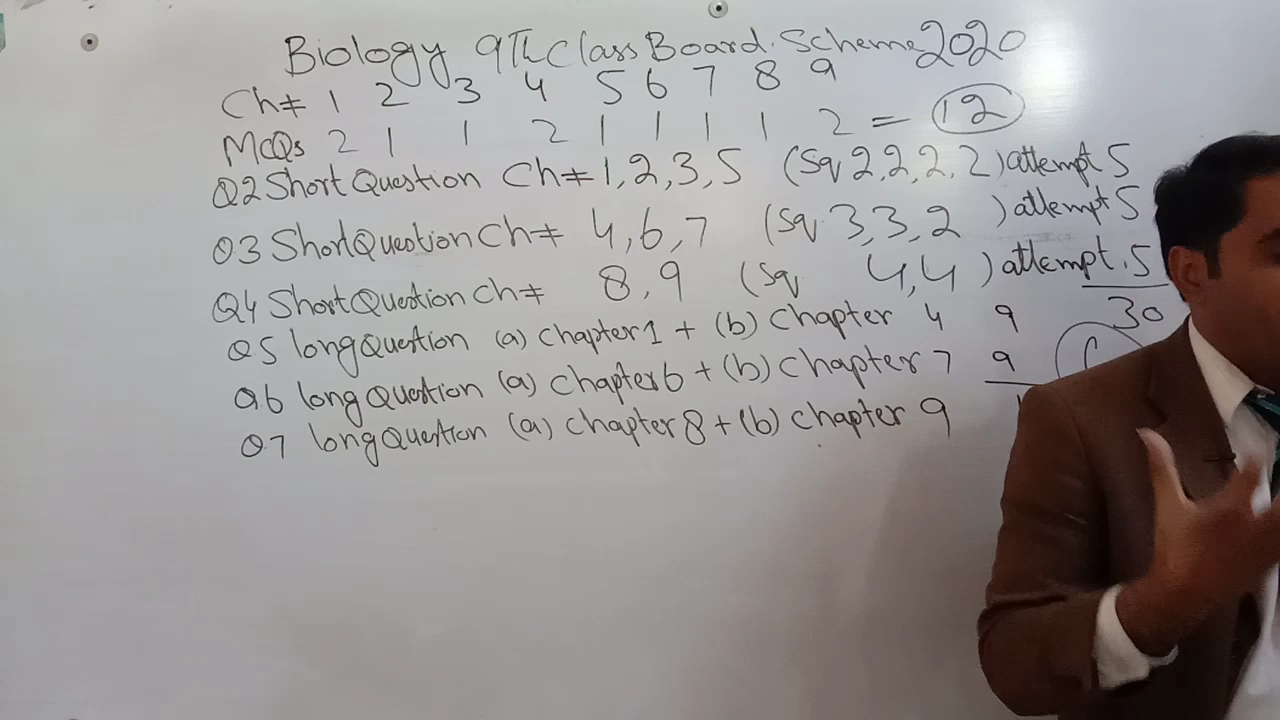 Biology 9Th Class Board. Scheme 2020
Ch# 1 2 3 4 5 6 7 8 9
McQs 2 1 1 2 1 1 1 1 2 = 12
Q2 Short Question Ch# 1,2,3,5 (Sq 2,2,2,2) attempt 5
Q3 Short Question Ch# 4,6,7 (Sq 3,3,2) attempt 5
Q4 Short Question Ch# 8,9 (Sq 4,4) attempt.5
30
Q5 long Question (a) Chapter 1 + (b) Chapter 4 9
Q6 long Question (a) Chapter 6 + (b) Chapter 7 9
Q7 long Question (a) Chapter 8 + (b) Chapter 9